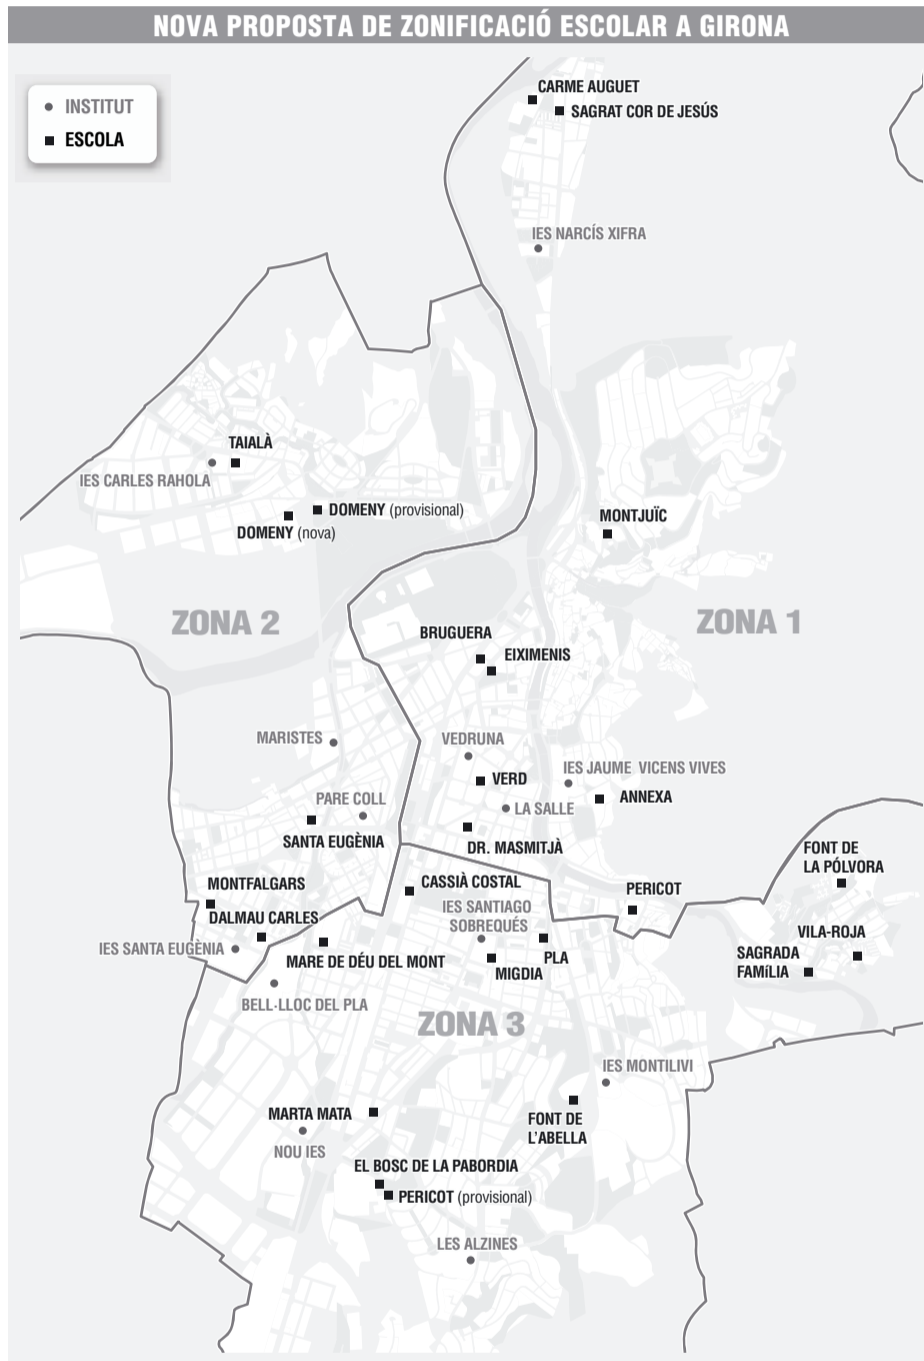 NOVA PROPOSTA DE ZONIFICACIÓ ESCOLAR A GIRONA
INSTITUT
ESCOLA
CARME AUGUET
SAGRAT COR DE JESÚS
IES NARCÍS XIFRA
TAIALÀ
IES CARLES RAHOLA
DOMENY (provisional)
DOMENY (nova)
MONTJUÏC
ZONA 2
ZONA 1
BRUGUERA
EIXIMENIS
MARISTES
VEDRUNA
IES JAUME VICENS VIVES
VERD
ANNEXA
PARE COLL
LA SALLE
SANTA EUGÈNIA
DR. MASMITJÀ
FONT DE
LA PÓLVORA
MONTFALGARS
CASSIÀ COSTAL
PERICOT
DALMAU CARLES
IES SANTIAGO
SOBREQUÉS
VILA-ROJA
IES SANTA EUGÈNIA
MARE DE DÉU DEL MONT
PLA
MIGDIA
SAGRADA
FAMíLIA
BELL-LLOC DEL PLA
ZONA 3
IES MONTILIVI
MARTA MATA
FONT DE
L'ABELLA
NOU IES
EL BOSC DE LA PABORDIA
PERICOT (provisional)
LES ALZINES